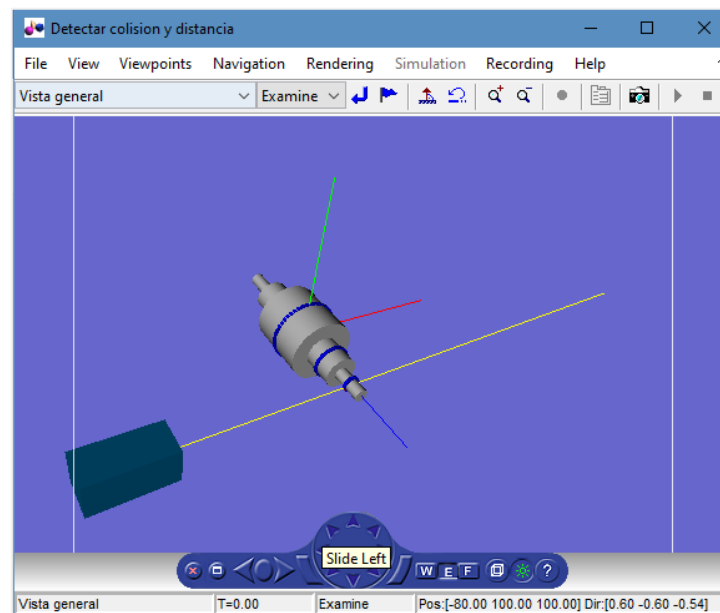 Detectar colision y distancia
File View Viewpoints Navigation Rendering Simulation Recording Help
Vista general Examine
Slide Left
W E F ?
Vista general T=0.00 Examine Pos:[-80.00 100.00 100.00] Dir:[0.60 -0.60 -0.54]